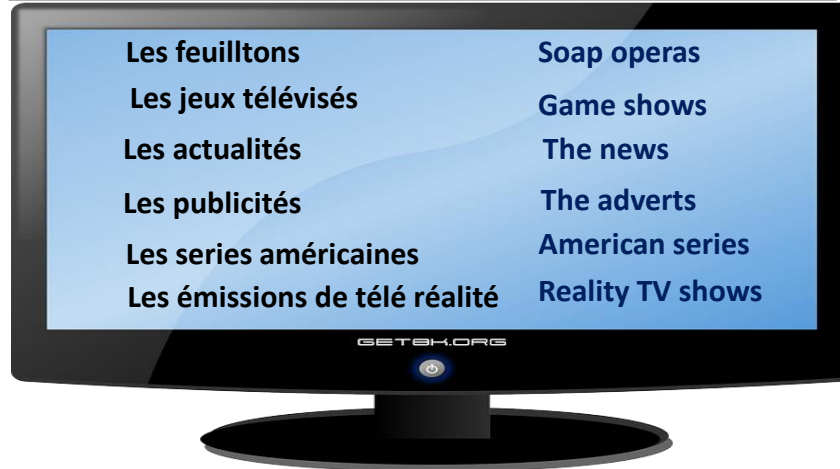 Les feuilltons Soap operas
Les jeux télévisés Game shows
Les actualités The news
Les publicités The adverts
Les series américaines American series
Les émissions de télé réalité Reality TV shows
GET8K.ORG